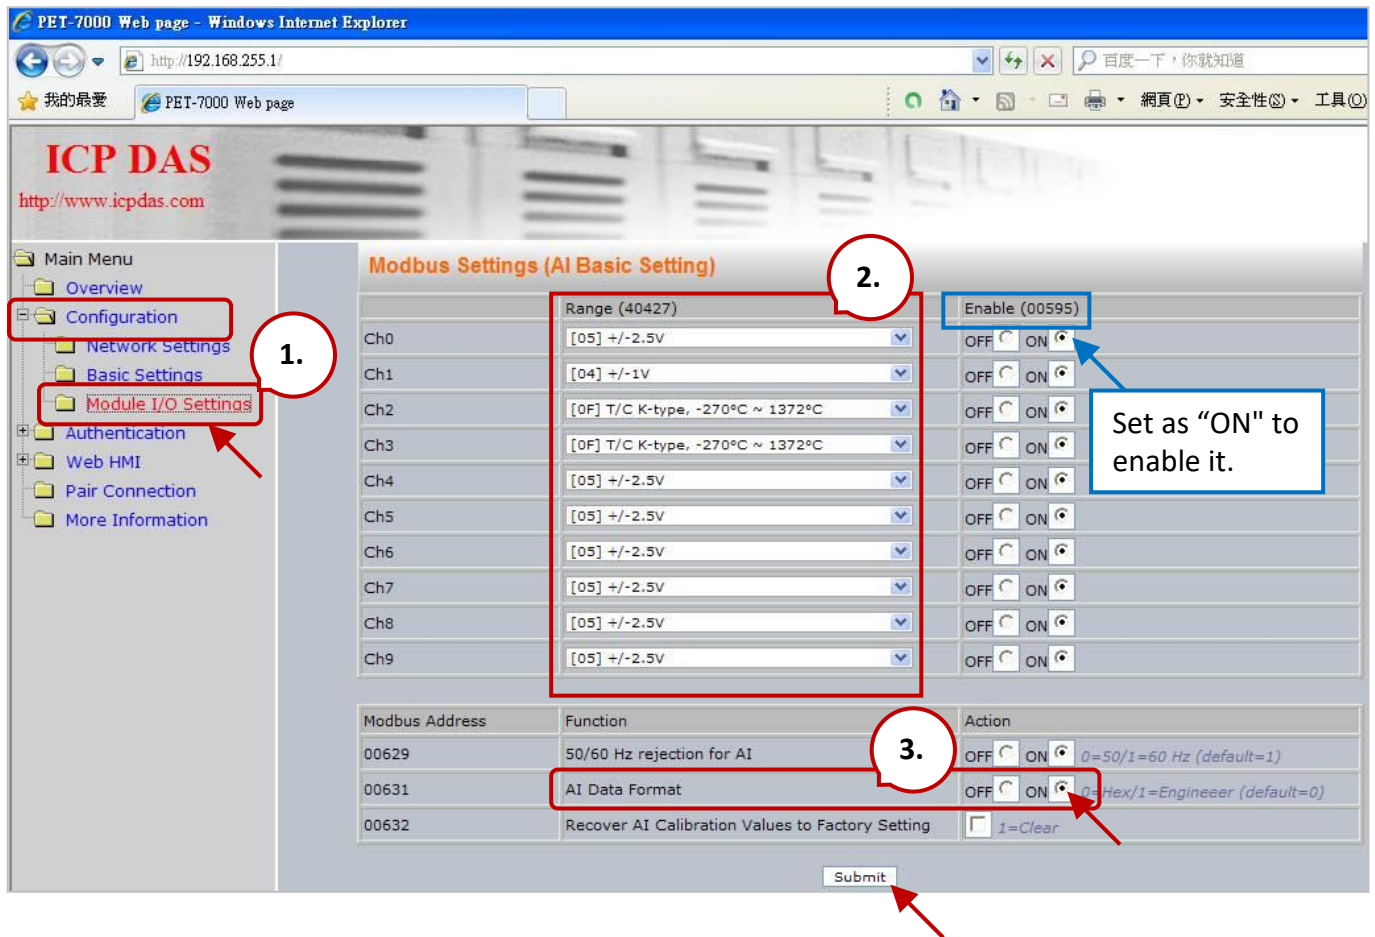 PET-7000 Web page - Windows Internet Explorer
http://192.168.255.1/
百度一下，你就知道
我的最愛
PET-7000 Web page
網頁(P)
安全性(S)
工具(O)
ICP DAS
http://www.icpdas.com
Main Menu
Overview
Configuration
Network Settings
Basic Settings
Module I/O Settings
Authentication
Web HMI
Pair Connection
More Information
1.
Modbus Settings (AI Basic Setting)
2.
Range (40427) Enable (00595)
Ch0 [05] +/-2.5V OFF ON
Ch1 [04] +/-1V OFF ON
Ch2 [0F] T/C K-type, -270°C ~ 1372°C OFF ON
Ch3 [0F] T/C K-type, -270°C ~ 1372°C OFF ON
Ch4 [05] +/-2.5V OFF ON
Ch5 [05] +/-2.5V OFF ON
Ch6 [05] +/-2.5V OFF ON
Ch7 [05] +/-2.5V OFF ON
Ch8 [05] +/-2.5V OFF ON
Ch9 [05] +/-2.5V OFF ON
Set as “ON" to
enable it.
Modbus Address Function Action
3.
00629 50/60 Hz rejection for AI OFF ON 0=50/1=60 Hz (default=1)
00631 AI Data Format OFF ON 0=Hex/1=Engineeer (default=0)
00632 Recover AI Calibration Values to Factory Setting 1=Clear
Submit